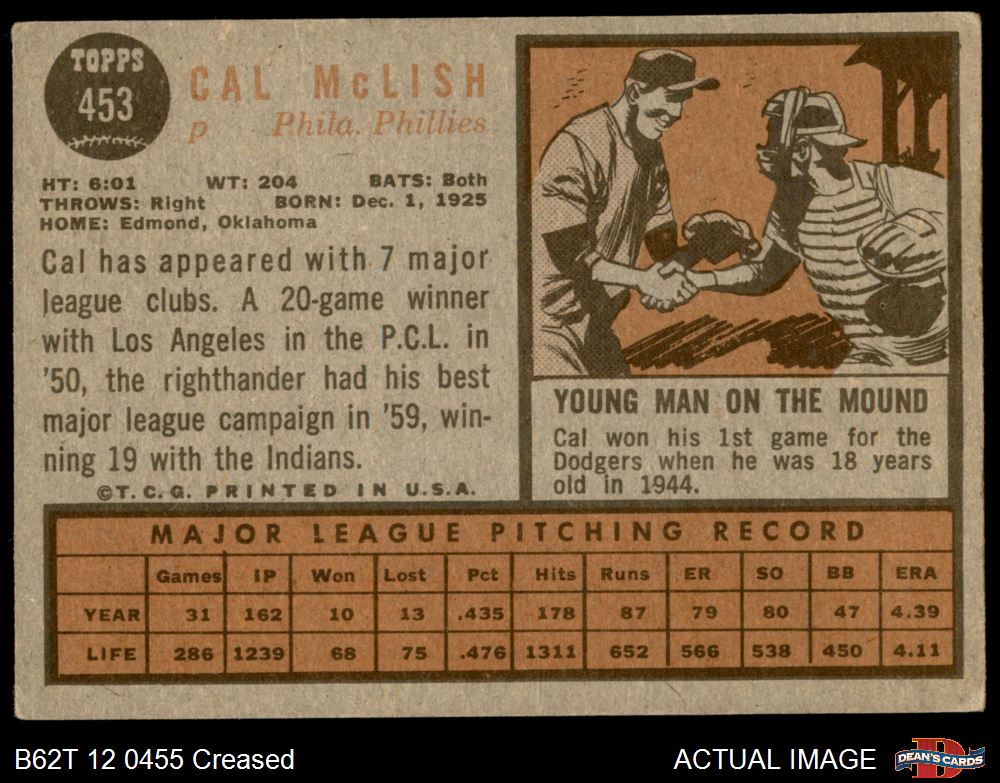 TOPPS
453
CAL McLISH
P Phila. Phillies
HT: 6:01 WT: 204 BATS: Both
THROWS: Right BORN: Dec. 1, 1925
HOME: Edmond, Oklahoma
Cal has appeared with 7 major
league clubs. A 20-game winner
with Los Angeles in the P.C.L. in
'50, the righthander had his best
major league campaign in '59, win-
ning 19 with the Indians.
©T.C.G. PRINTED IN U.S.A.
YOUNG MAN ON THE MOUND
Cal won his 1st game for the
Dodgers when he was 18 years
old in 1944.
MAJOR LEAGUE PITCHING RECORD
Games IP Won Lost Pct Hits Runs ER SO BB ERA
YEAR 31 162 10 13 .435 178 87 79 80 47 4.39
LIFE 286 1239 68 75 .476 1311 652 566 538 450 4.11
B62T 12 0455 Creased
ACTUAL IMAGE
D
DEAN'S CARDS